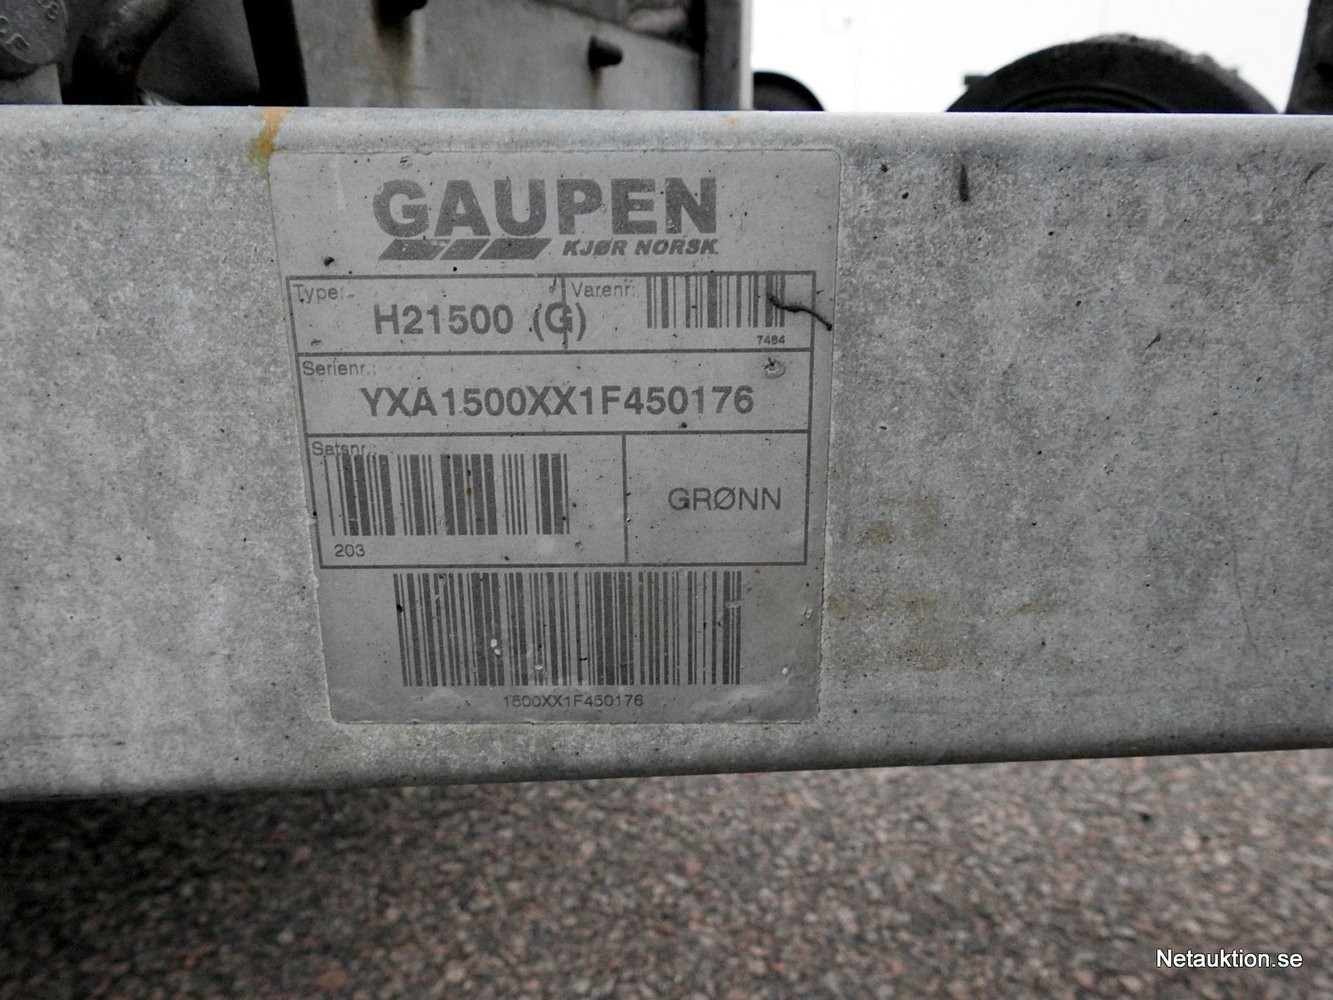 GAUPEN
KJØR NORSK
Type:
H21500 (G)
Varenr:
7484
Serienr.:
YXA1500XX1F450176
Satsnr.:
203
GRØNN
1500XX1F450176
Netauktion.se